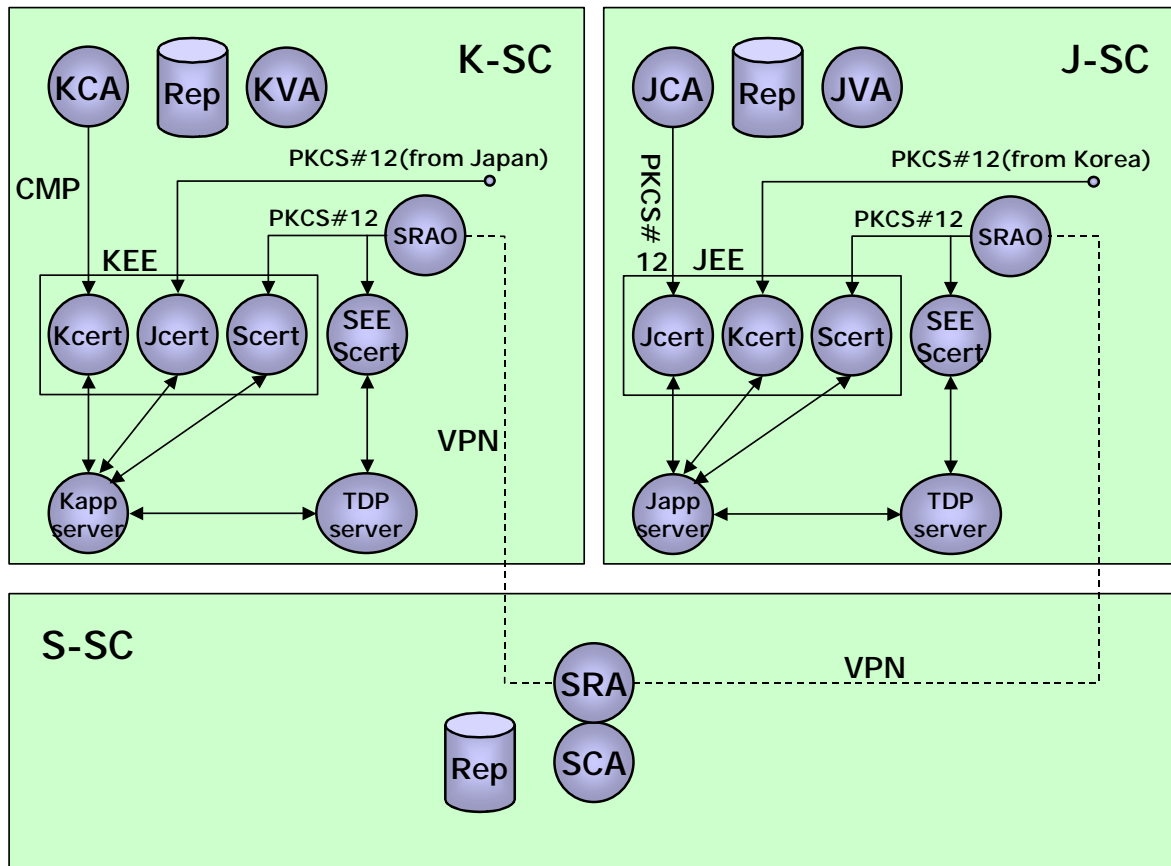 K-SC
KCA
Rep
KVA
PKCS#12(from Japan)
CMP
PKCS#12
SRAO
KEE
Kcert
Jcert
Scert
SEE
Scert
VPN
Kapp
server
TDP
server
J-SC
JCA
Rep
JVA
PKCS#12(from Korea)
PKCS#
12
PKCS#12
SRAO
JEE
Jcert
Kcert
Scert
SEE
Scert
Japp
server
TDP
server
S-SC
SRA
VPN
Rep
SCA